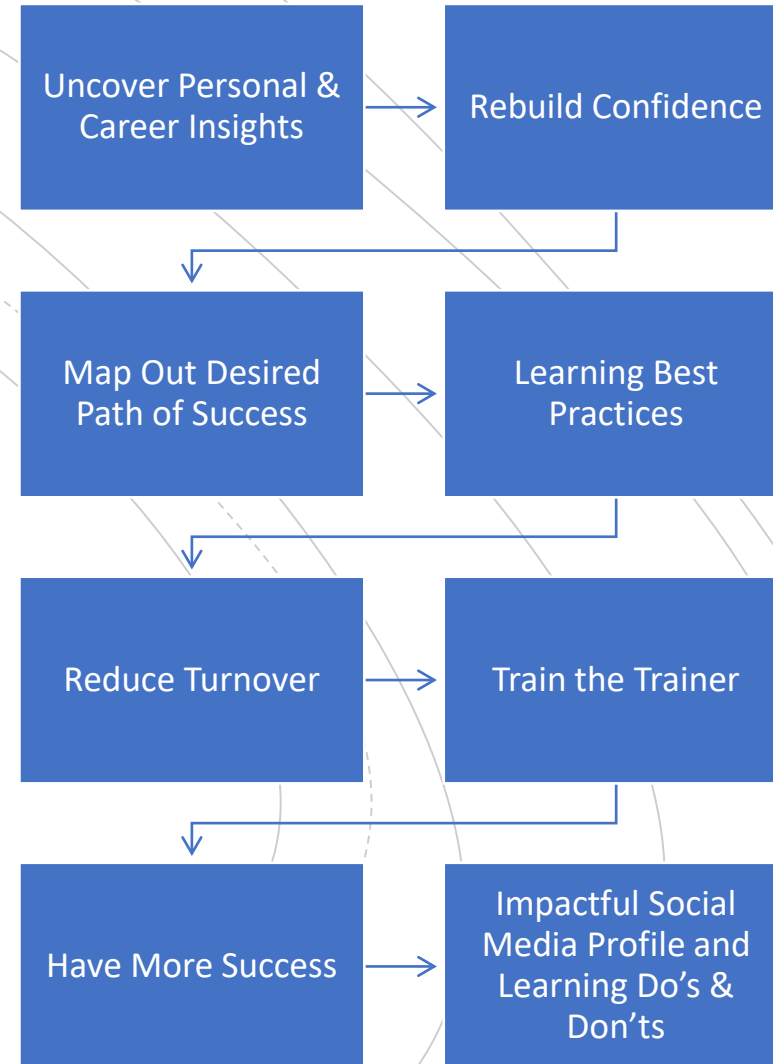 Uncover Personal &
Career Insights
Rebuild Confidence
Map Out Desired
Path of Success
Learning Best
Practices
Reduce Turnover
Train the Trainer
Have More Success
Impactful Social
Media Profile and
Learning Do’s &
Don’ts